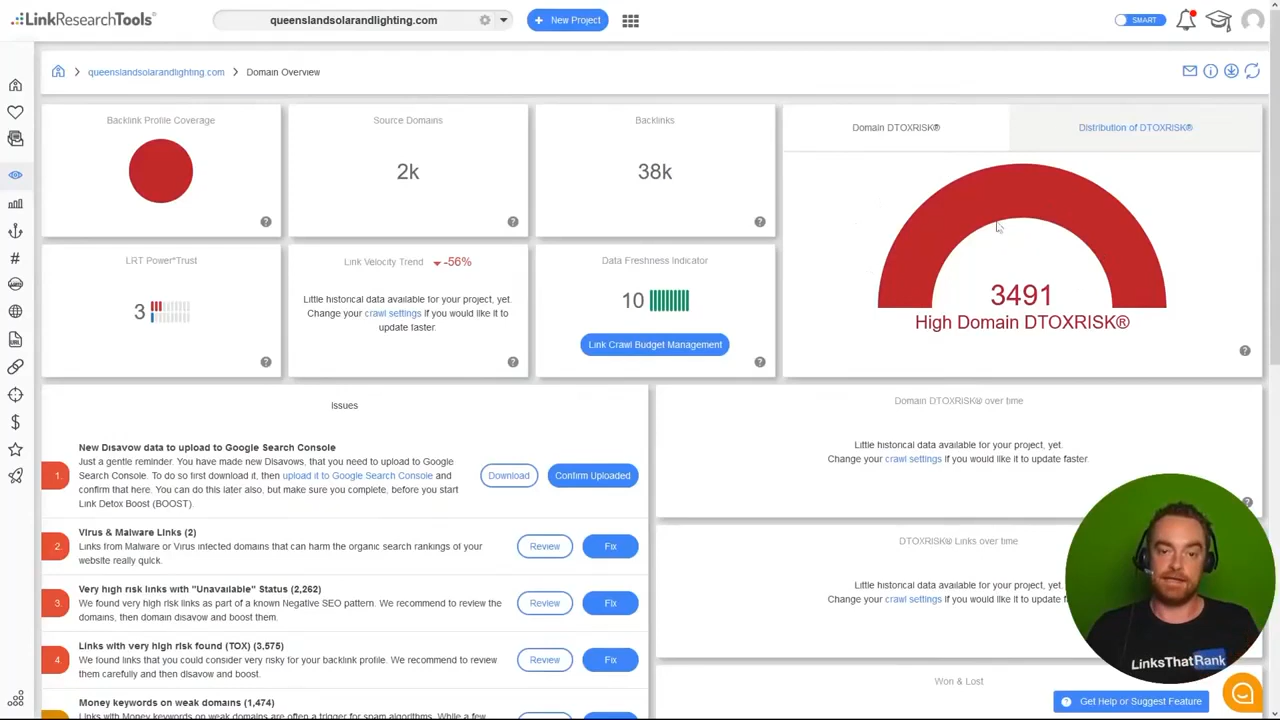 LinkResearchTools
queenslandsolarandlighting.com
+ New Project
SMART
queenslandsolarandlighting.com > Domain Overview
Backlink Profile Coverage
Source Domains
2k
Backlinks
38k
Domain DTOXRISK®
Distribution of DTOXRISK®
3491
High Domain DTOXRISK®
LRT Power*Trust
3
Link Velocity Trend -56%
Little historical data available for your project, yet.
Change your crawl settings if you would like it to
update faster.
Data Freshness Indicator
10
Link Crawl Budget Management
Issues
1.
New Disavow data to upload to Google Search Console
Just a gentle reminder. You have made new Disavows, that you need to upload to Google
Search Console. To do so first download it, then upload it to Google Search Console and
confirm that here. You can do this later also, but make sure you complete, before you start
Link Detox Boost (BOOST).
Download
Confirm Uploaded
2.
Virus & Malware Links (2)
Links from Malware or Virus infected domains that can harm the organic search rankings of your
website really quick.
Review
Fix
3.
Very high risk links with "Unavailable" Status (2,262)
We found very high risk links as part of a known Negative SEO pattern. We recommend to review the
domains, then domain disavow and boost them.
Review
Fix
4.
Links with very high risk found (TOX) (3,575)
We found links that you could consider very risky for your backlink profile. We recommend to review
them carefully and then disavow and boost.
Review
Fix
Money keywords on weak domains (1,474)
Links with Money keywords on weak domains are often a trigger for spam algorithms. While a few
Domain DTOXRISK® over time
Little historical data available for your project, yet.
Change your crawl settings if you would like it to update faster.
DTOXRISK® Links over time
Little historical data available for your project, yet.
Change your crawl settings if you would like it to update
Won & Lost
LinksThatRank
Get Help or Suggest Feature